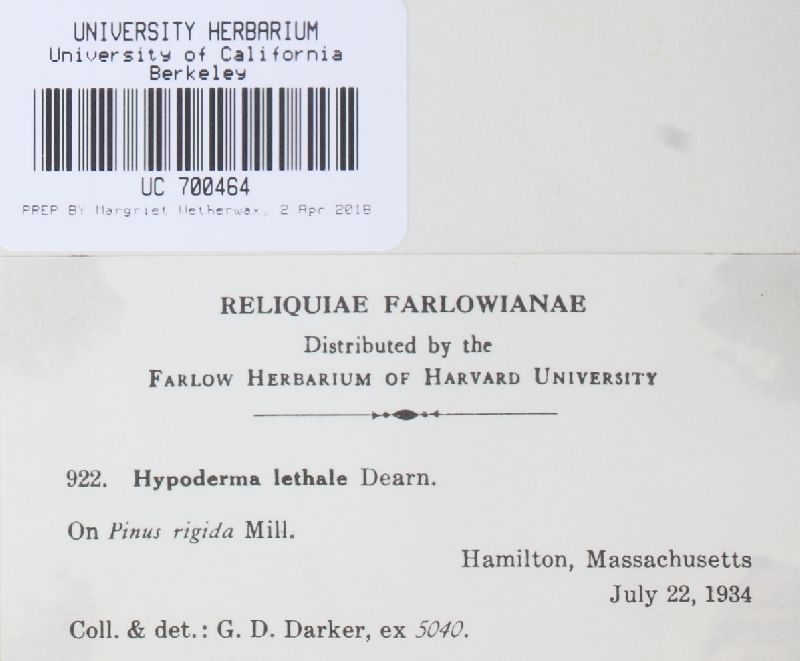 UNIVERSITY HERBARIUM
University of California
Berkeley
UC 700464
PREP BY Margriet Wetherwax, 2 Apr 2018
RELIQUIAE FARLOWIANAE
Distributed by the
FARLOW HERBARIUM OF HARVARD UNIVERSITY
922. Hypoderma lethale Dearn.
On Pinus rigida Mill.
Hamilton, Massachusetts
July 22, 1934
Coll. & det.: G. D. Darker, ex 5040.